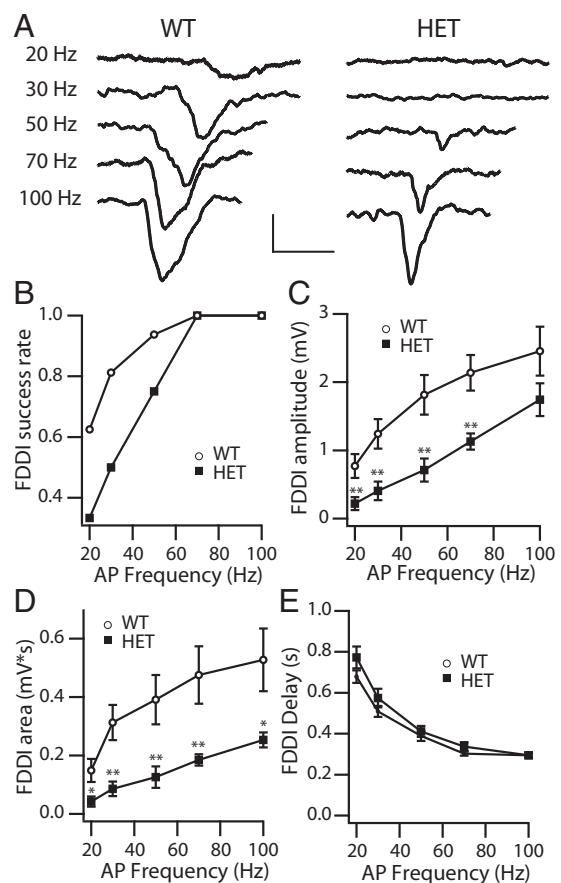 A
WT
HET
20 Hz
30 Hz
50 Hz
70 Hz
100 Hz
B
1.0
0.8
0.6
0.4
FDDI success rate
WT
HET
20 40 60 80 100
AP Frequency (Hz)
C
3
2
1
0
FDDI amplitude (mV)
WT
HET
**
**
**
**
20 40 60 80 100
AP Frequency (Hz)
D
0.6
0.4
0.2
0.0
FDDI area (mV*s)
WT
HET
*
**
**
**
*
20 40 60 80 100
AP Frequency (Hz)
E
1.0
0.8
0.6
0.4
0.2
0.0
FDDI Delay (s)
WT
HET
20 40 60 80 100
AP Frequency (Hz)